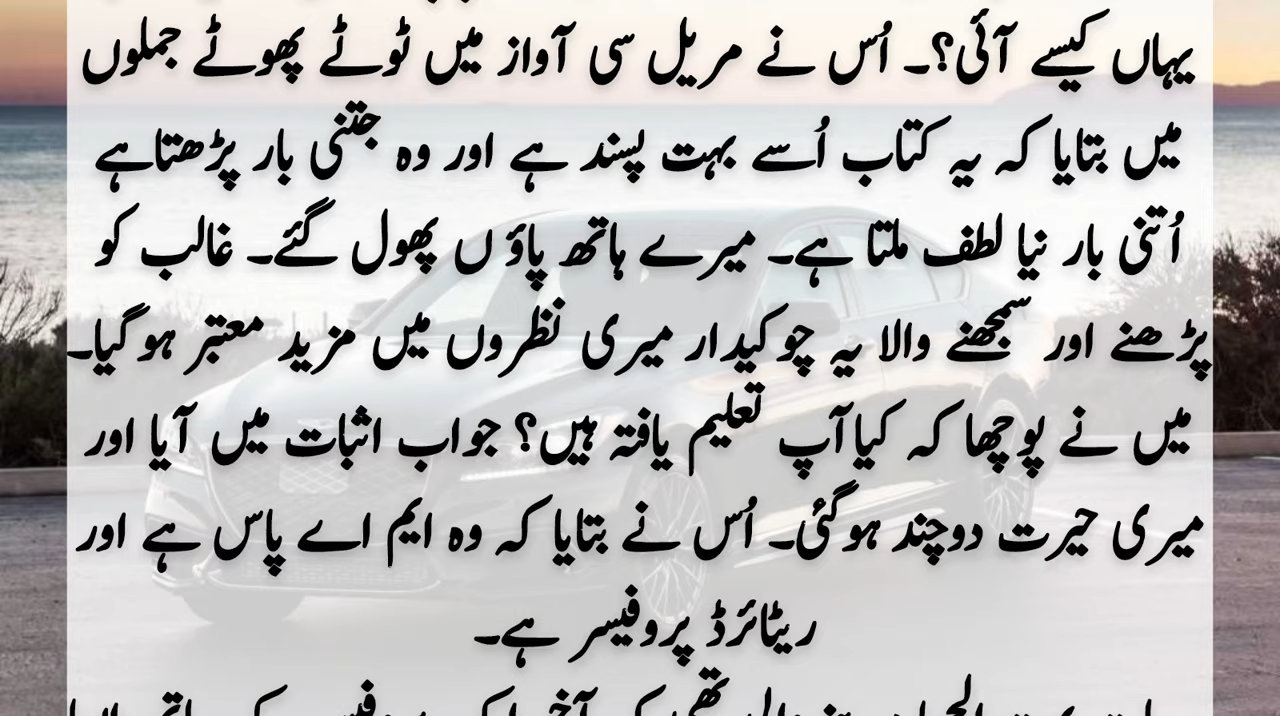 یہاں کیسے آئی؟۔ اُس نے مریل سی آواز میں ٹوٹے پھوٹے جملوں
میں بتایا کہ یہ کتاب اُسے بہت پسند ہے اور وہ جتنی بار پڑھتاہے
اُتنی بار نیا لطف ملتا ہے۔ میرے ہاتھ پاؤ ں پھول گئے۔ غالب کو
پڑھنے اور سمجھنے والا یہ چوکیدار میری نظروں میں مزید معتبر ہوگیا۔
میں نے پوچھا کہ کیاآپ تعلیم یافتہ ہیں؟ جواب اثبات میں آیا اور
میری حیرت دوچند ہوگئی۔ اُس نے بتایا کہ وہ ایم اے پاس ہے اور
ریٹائرڈ پروفیسر ہے۔